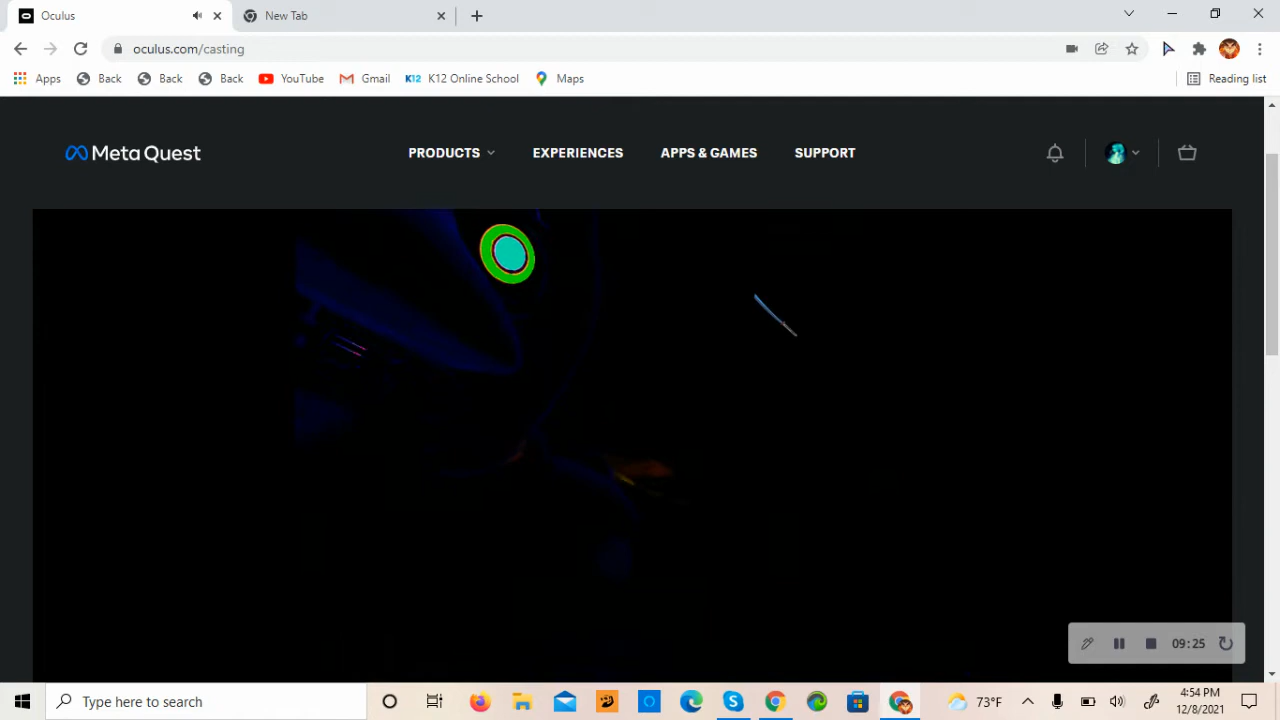 Oculus
New Tab
oculus.com/casting
Apps Back Back Back YouTube Gmail K12 K12 Online School Maps Reading list
Meta Quest PRODUCTS EXPERIENCES APPS & GAMES SUPPORT
09:25
Type here to search
S
73°F
4:54 PM
12/8/2021